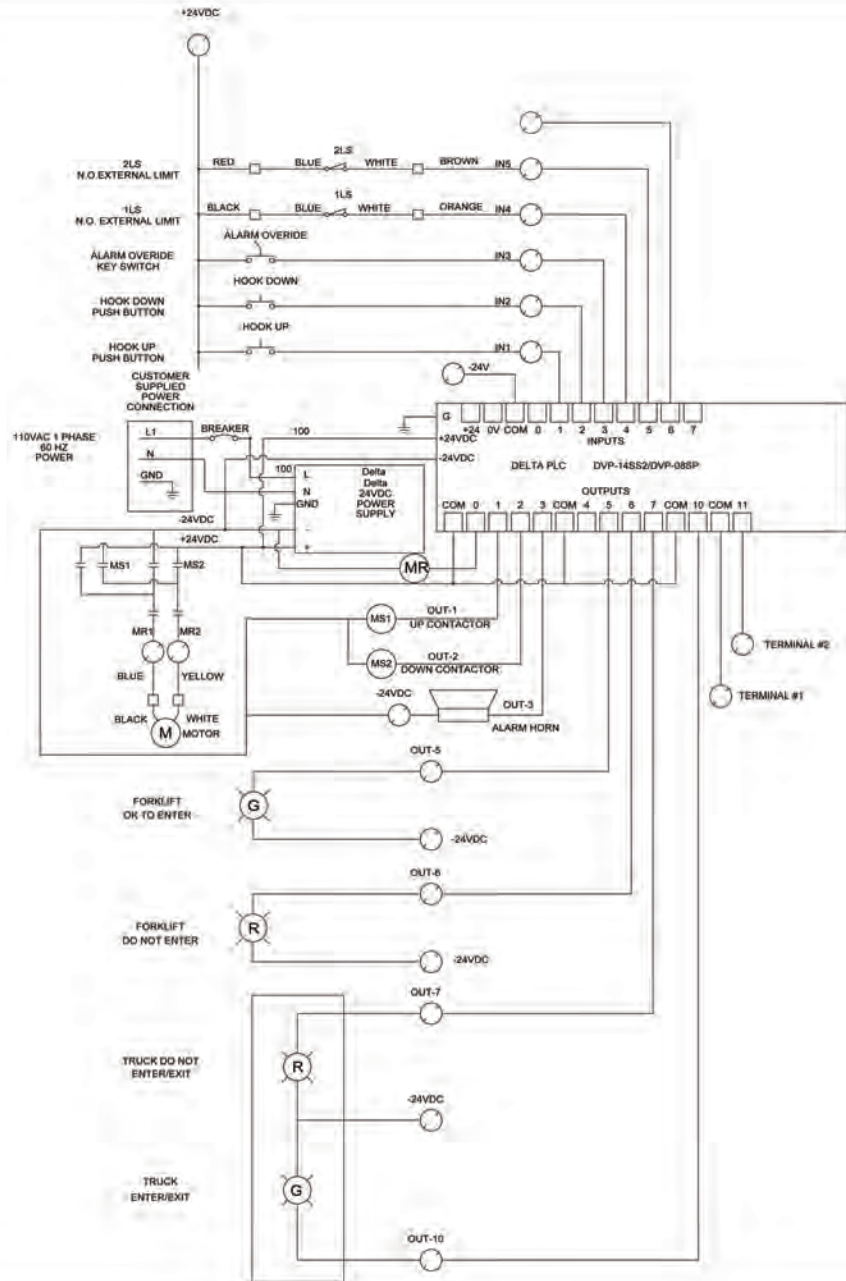 +24VDC
2LS
N.O.EXTERNAL LIMIT
RED
BLUE
2LS
WHITE
BROWN
IN5
1LS
N.O. EXTERNAL LIMIT
BLACK
BLUE
1LS
WHITE
ORANGE
IN4
ALARM OVERIDE
KEY SWITCH
ALARM OVERIDE
IN3
HOOK DOWN
PUSH BUTTON
HOOK DOWN
IN2
HOOK UP
PUSH BUTTON
HOOK UP
IN1
-24V
CUSTOMER
SUPPLIED
POWER
CONNECTION
110VAC 1 PHASE
60 HZ
POWER
L1
N
GND
BREAKER
100
100
L
N
GND
-
+
Delta
Delta
24VDC
POWER
SUPPLY
G
+24VDC
-24VDC
+24 0V COM 0 1 2 3 4 5 6 7
INPUTS
DELTA PLC DVP-14SS2/DVP-08SP
OUTPUTS
COM 0 1 2 3 COM 4 5 6 7 COM 10 COM 11
-24VDC
+24VDC
MS1
MS2
MR
MR1
MR2
BLUE
YELLOW
BLACK
WHITE
M
MOTOR
MS1
OUT-1
UP CONTACTOR
MS2
OUT-2
DOWN CONTACTOR
-24VDC
OUT-3
ALARM HORN
TERMINAL #2
TERMINAL #1
OUT-5
FORKLIFT
OK TO ENTER
G
-24VDC
OUT-6
FORKLIFT
DO NOT ENTER
R
-24VDC
OUT-7
TRUCK DO NOT
ENTER/EXIT
R
-24VDC
TRUCK
ENTER/EXIT
G
OUT-10